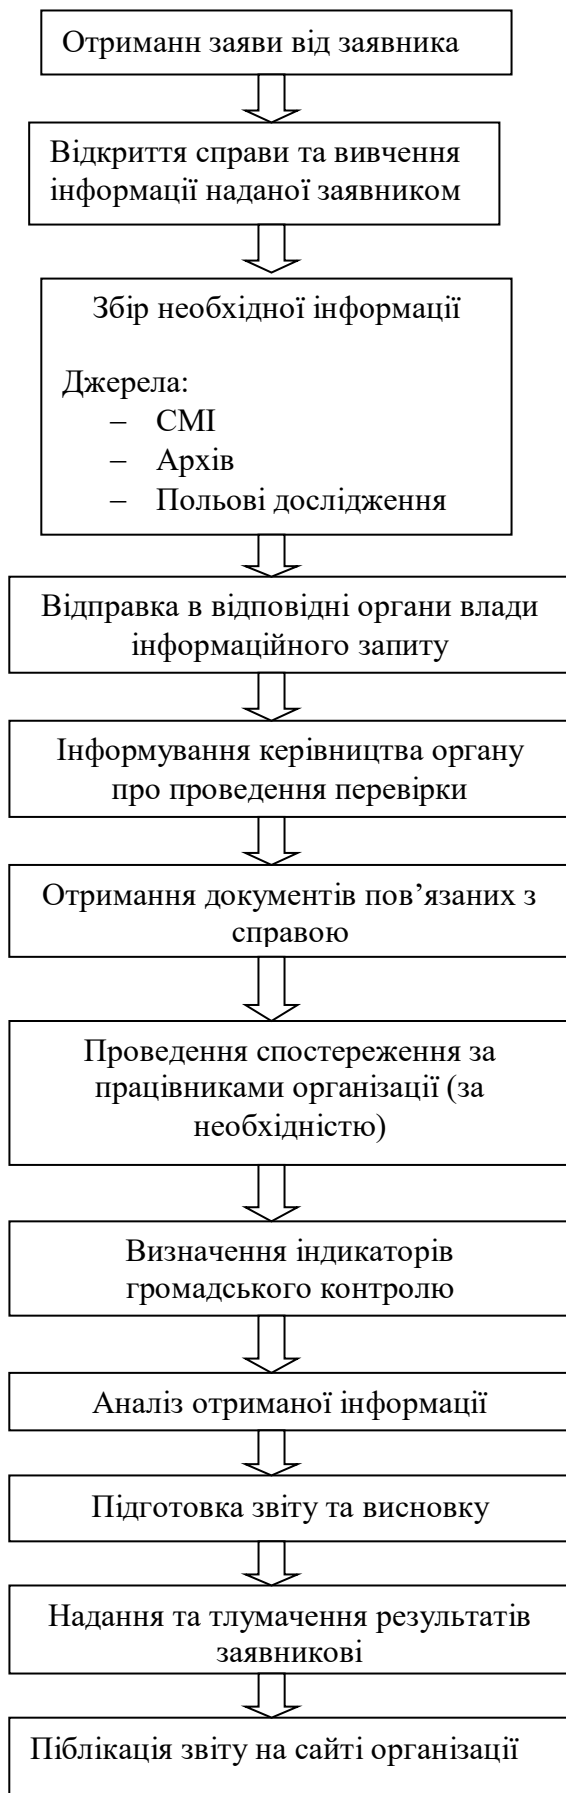 Отриманн заяви від заявника
Відкриття справи та вивчення
інформації наданої заявником
Збір необхідної інформації
Джерела:
– СМІ
– Архів
– Польові дослідження
Відправка в відповідні органи влади
інформаційного запиту
Інформування керівництва органу
про проведення перевірки
Отримання документів пов’язаних з
справою
Проведення спостереження за
працівниками організації (за
необхідністю)
Визначення індикаторів
громадського контролю
Аналіз отриманої інформації
Підготовка звіту та висновку
Надання та тлумачення результатів
заявникові
Піблікація звіту на сайті організації